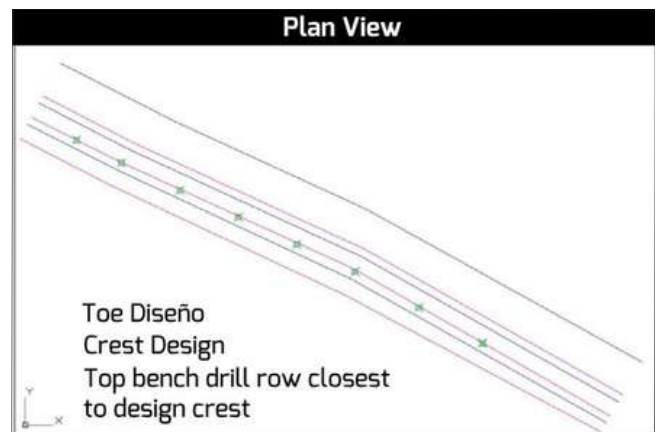 Plan View
Toe Diseño
Crest Design
Top bench drill row closest
to design crest
Y
X